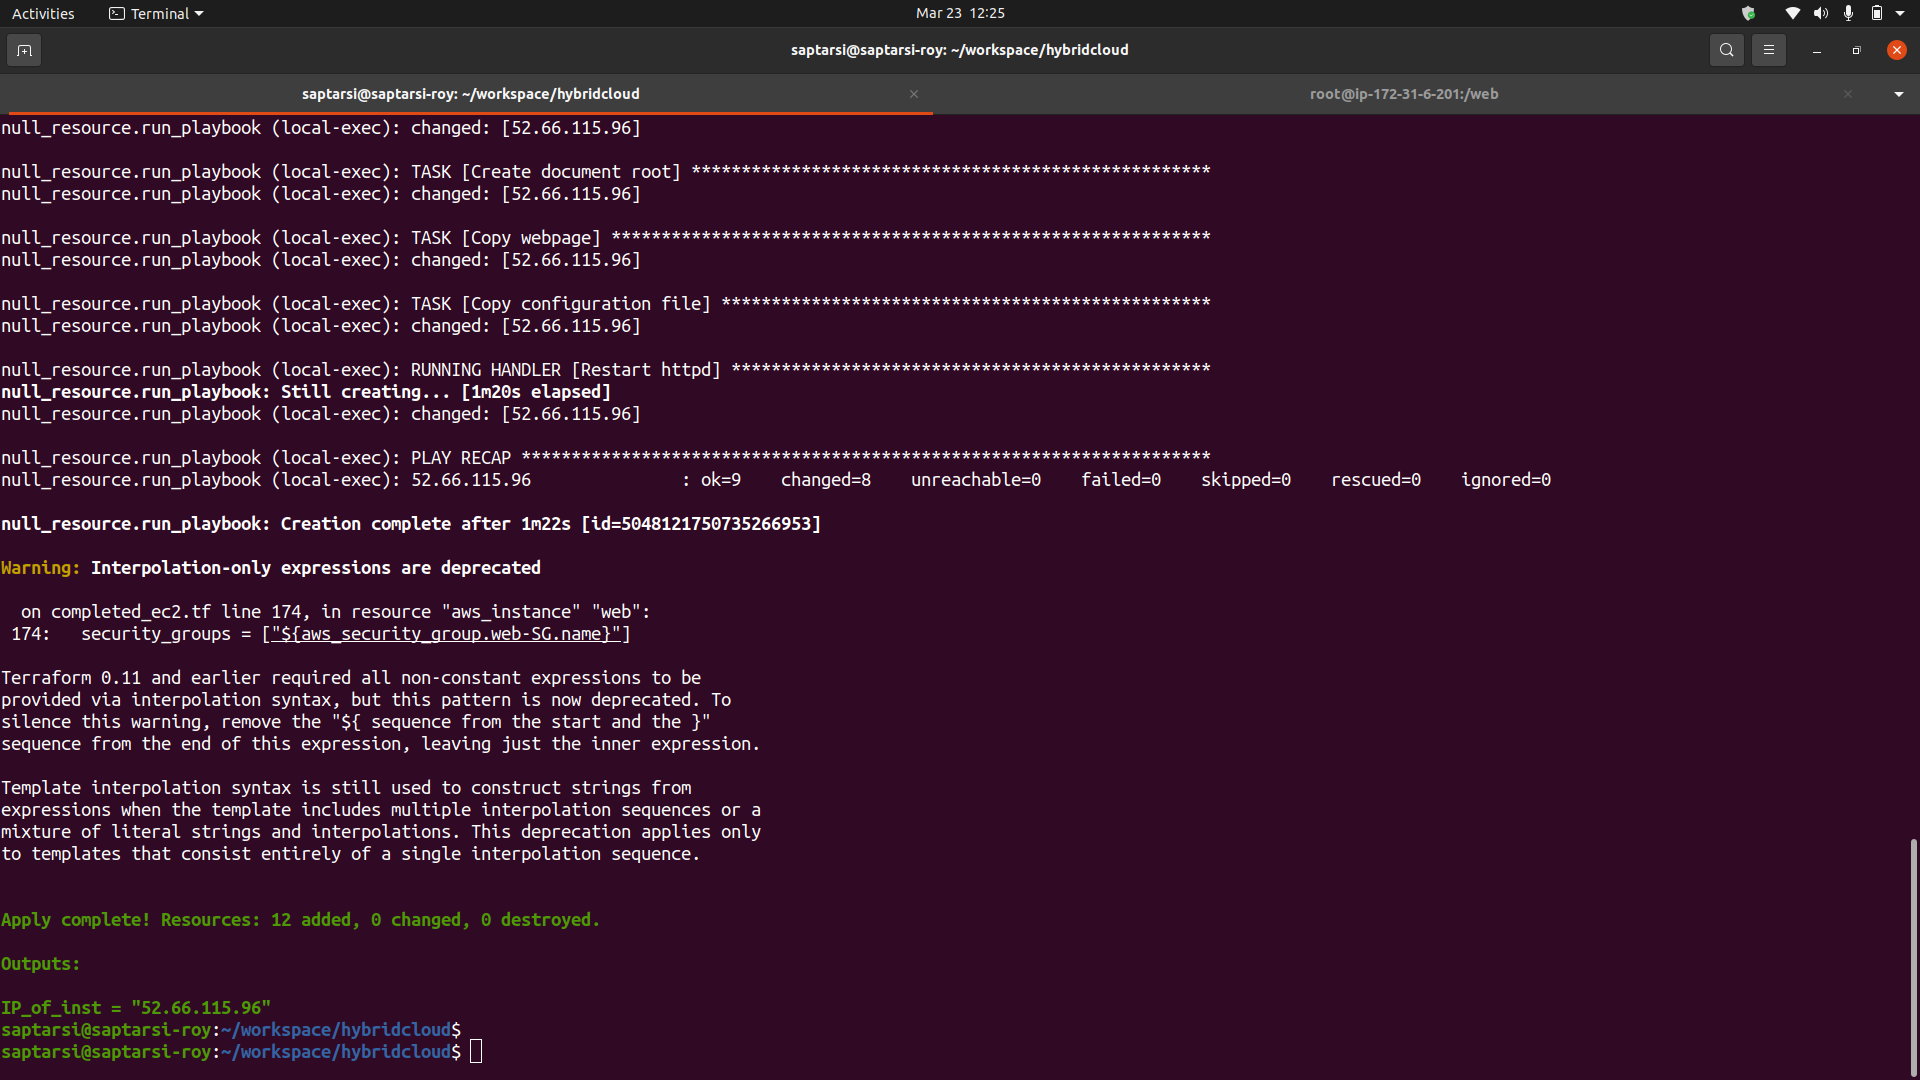 Activities Terminal Mar 23 12:25
saptarsi@saptarsi-roy: ~/workspace/hybridcloud
saptarsi@saptarsi-roy: ~/workspace/hybridcloud × root@ip-172-31-6-201:/web ×
null_resource.run_playbook (local-exec): changed: [52.66.115.96]
null_resource.run_playbook (local-exec): TASK [Create document root] ****************************************************
null_resource.run_playbook (local-exec): changed: [52.66.115.96]
null_resource.run_playbook (local-exec): TASK [Copy webpage] ************************************************************
null_resource.run_playbook (local-exec): changed: [52.66.115.96]
null_resource.run_playbook (local-exec): TASK [Copy configuration file] *************************************************
null_resource.run_playbook (local-exec): changed: [52.66.115.96]
null_resource.run_playbook (local-exec): RUNNING HANDLER [Restart httpd] ************************************************
null_resource.run_playbook: Still creating... [1m20s elapsed]
null_resource.run_playbook (local-exec): changed: [52.66.115.96]
null_resource.run_playbook (local-exec): PLAY RECAP *********************************************************************
null_resource.run_playbook (local-exec): 52.66.115.96               : ok=9    changed=8    unreachable=0    failed=0    skipped=0    rescued=0    ignored=0
null_resource.run_playbook: Creation complete after 1m22s [id=5048121750735266953]
Warning: Interpolation-only expressions are deprecated
  on completed_ec2.tf line 174, in resource "aws_instance" "web":
 174:   security_groups = ["${aws_security_group.web-SG.name}"]
Terraform 0.11 and earlier required all non-constant expressions to be
provided via interpolation syntax, but this pattern is now deprecated. To
silence this warning, remove the "${ sequence from the start and the }"
sequence from the end of this expression, leaving just the inner expression.
Template interpolation syntax is still used to construct strings from
expressions when the template includes multiple interpolation sequences or a
mixture of literal strings and interpolations. This deprecation applies only
to templates that consist entirely of a single interpolation sequence.
Apply complete! Resources: 12 added, 0 changed, 0 destroyed.
Outputs:
IP_of_inst = "52.66.115.96"
saptarsi@saptarsi-roy:~/workspace/hybridcloud$
saptarsi@saptarsi-roy:~/workspace/hybridcloud$